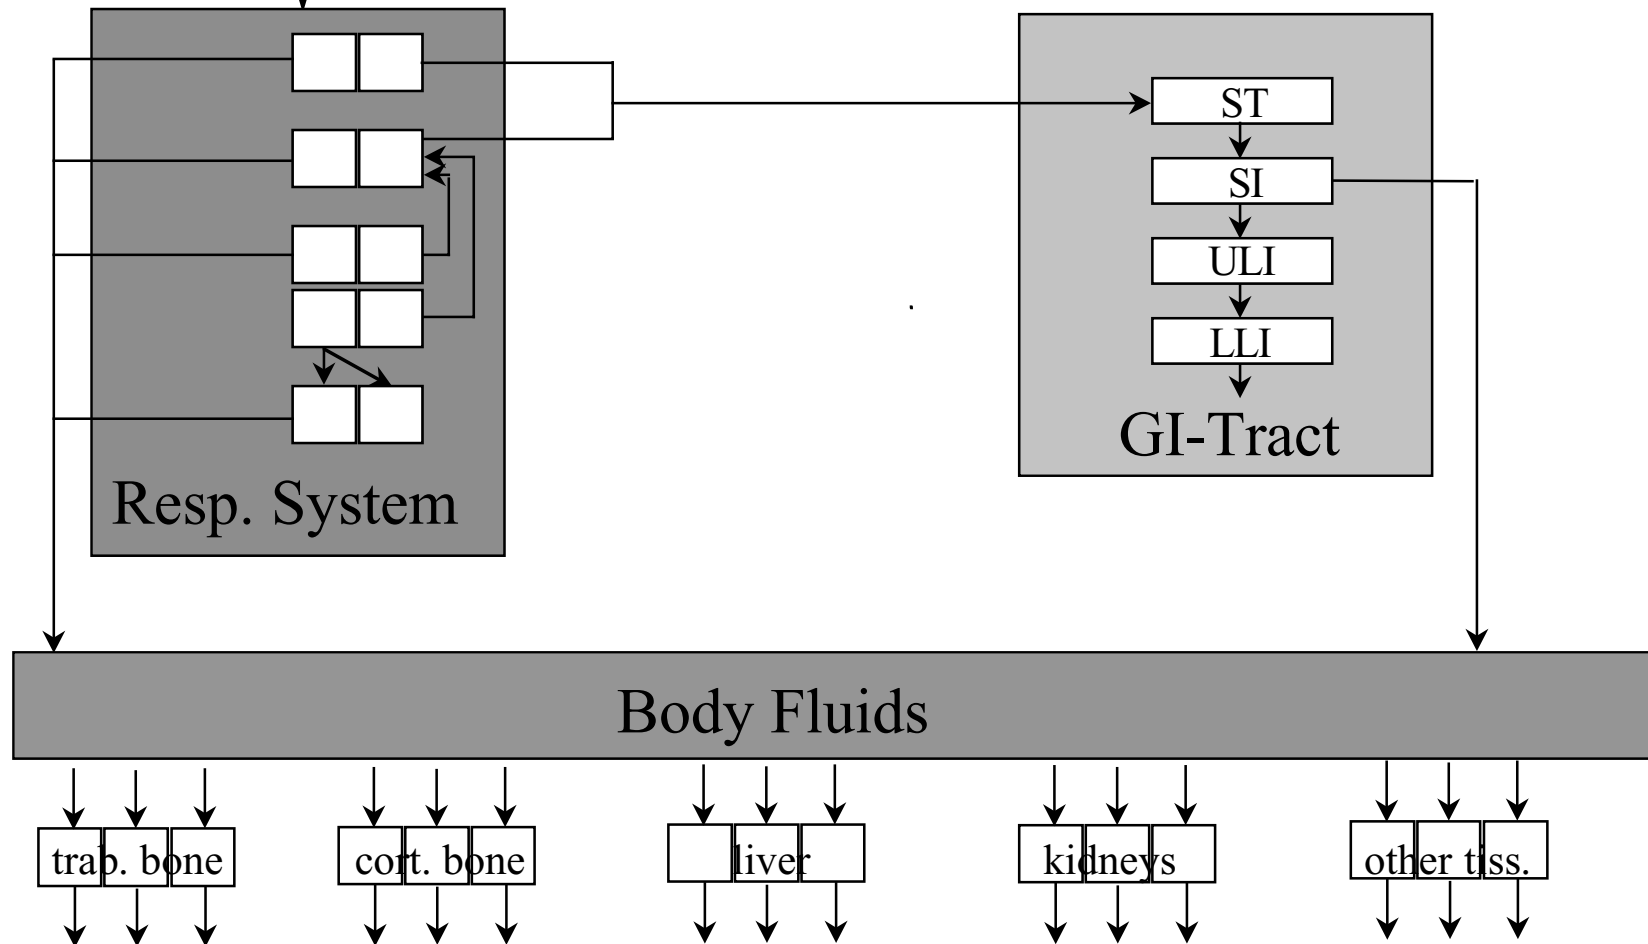 ST
SI
ULI
LLI
GI-Tract
Resp. System
Body Fluids
trab. bone
cort. bone
liver
kidneys
other tiss.